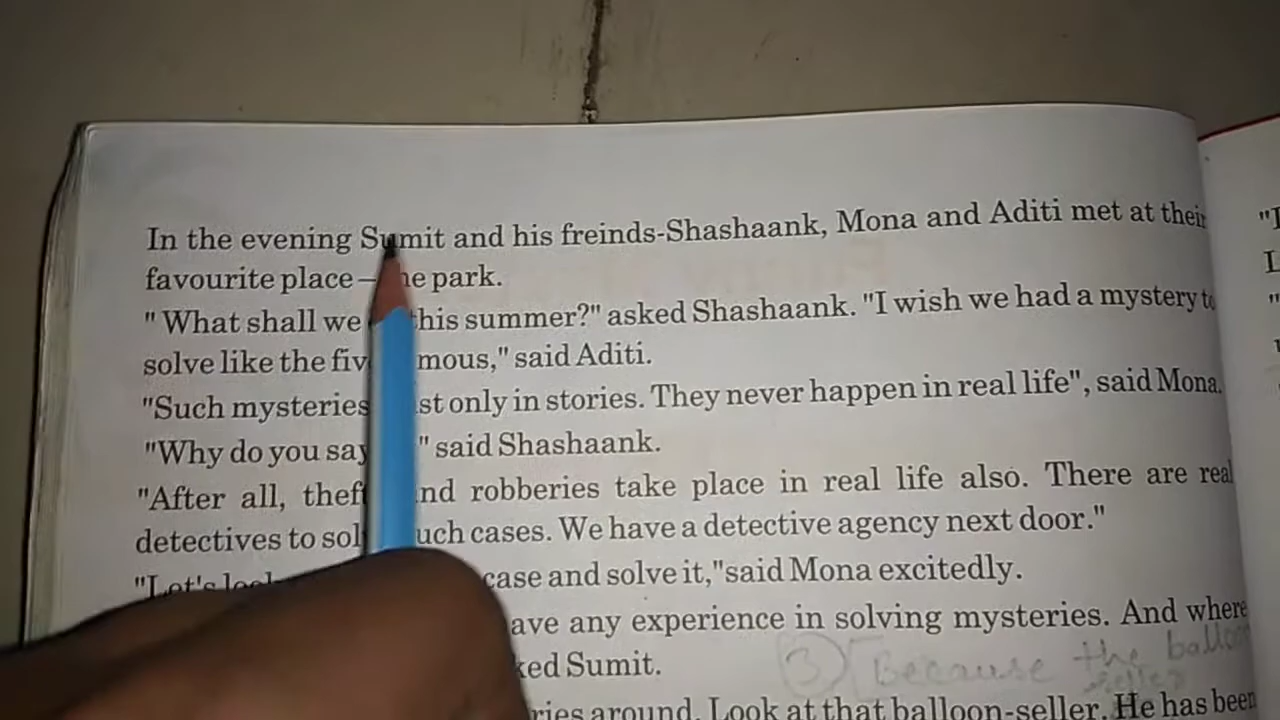 In the evening Sumit and his freinds-Shashaank, Mona and Aditi met at their
favourite place – he park.
" What shall we this summer?" asked Shashaank. "I wish we had a mystery to
solve like the fiv mous," said Aditi.
"Such mysteries st only in stories. They never happen in real life", said Mona.
"Why do you say " said Shashaank.
"After all, theft nd robberies take place in real life also. There are real
detectives to sol uch cases. We have a detective agency next door."
"Let's look case and solve it,"said Mona excitedly.
ave any experience in solving mysteries. And where
ked Sumit.
3 Because the balloon
seller
ries around. Look at that balloon-seller. He has been